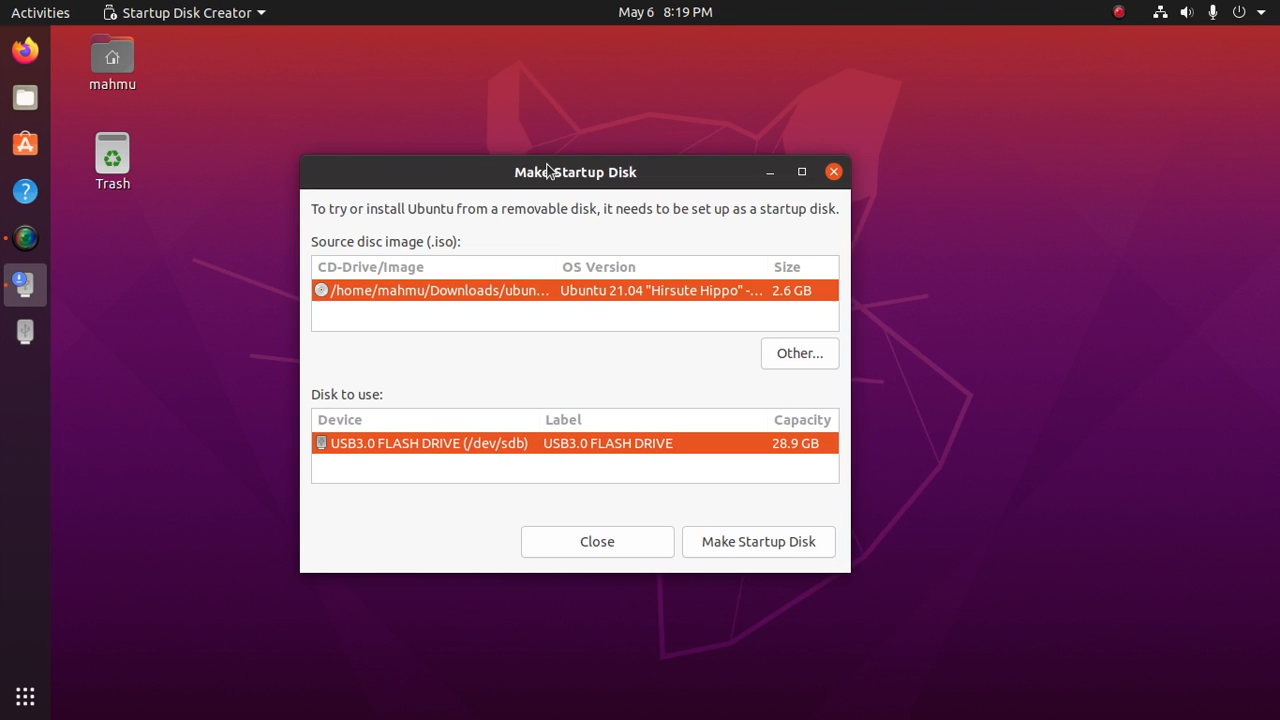 Activities Startup Disk Creator May 6 8:19 PM
mahmu
Trash
Make Startup Disk
To try or install Ubuntu from a removable disk, it needs to be set up as a startup disk.
Source disc image (.iso):
CD-Drive/Image OS Version Size
/home/mahmu/Downloads/ubun... Ubuntu 21.04 "Hirsute Hippo" -... 2.6 GB
Other...
Disk to use:
Device Label Capacity
USB3.0 FLASH DRIVE (/dev/sdb) USB3.0 FLASH DRIVE 28.9 GB
Close Make Startup Disk